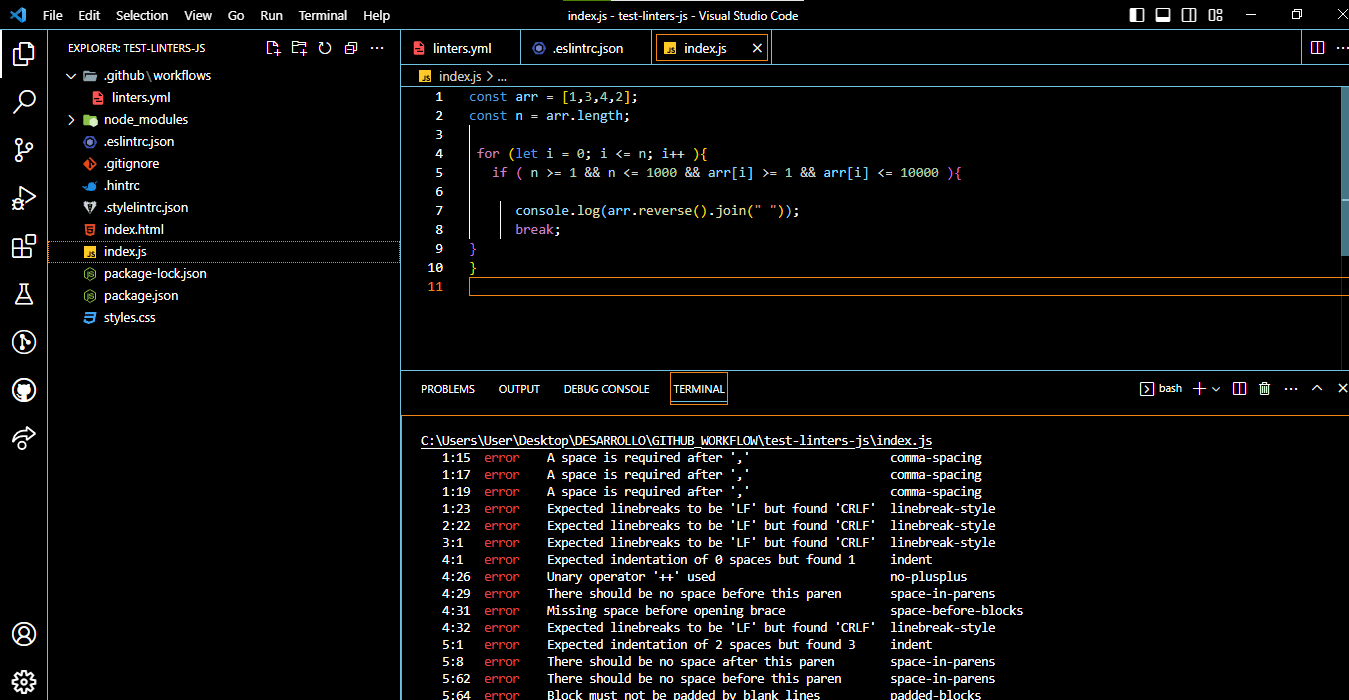 File Edit Selection View Go Run Terminal Help
index.js - test-linters-js - Visual Studio Code
EXPLORER: TEST-LINTERS-JS
.github\workflows
linters.yml
node_modules
.eslintrc.json
.gitignore
.hintrc
.stylelintrc.json
index.html
index.js
package-lock.json
package.json
styles.css
linters.yml .eslintrc.json index.js
index.js > ...
1 const arr = [1,3,4,2];
2 const n = arr.length;
3
4 for (let i = 0; i <= n; i++ ){
5 if ( n >= 1 && n <= 1000 && arr[i] >= 1 && arr[i] <= 10000 ){
6
7 console.log(arr.reverse().join(" "));
8 break;
9 }
10 }
11
PROBLEMS OUTPUT DEBUG CONSOLE TERMINAL
bash
C:\Users\User\Desktop\DESARROLLO\GITHUB_WORKFLOW\test-linters-js\index.js
1:15 error A space is required after ',' comma-spacing
1:17 error A space is required after ',' comma-spacing
1:19 error A space is required after ',' comma-spacing
1:23 error Expected linebreaks to be 'LF' but found 'CRLF' linebreak-style
2:22 error Expected linebreaks to be 'LF' but found 'CRLF' linebreak-style
3:1 error Expected linebreaks to be 'LF' but found 'CRLF' linebreak-style
4:1 error Expected indentation of 0 spaces but found 1 indent
4:26 error Unary operator '++' used no-plusplus
4:29 error There should be no space before this paren space-in-parens
4:31 error Missing space before opening brace space-before-blocks
4:32 error Expected linebreaks to be 'LF' but found 'CRLF' linebreak-style
5:1 error Expected indentation of 2 spaces but found 3 indent
5:8 error There should be no space after this paren space-in-parens
5:62 error There should be no space before this paren space-in-parens
5:64 error Block must not be padded by blank lines padded-blocks